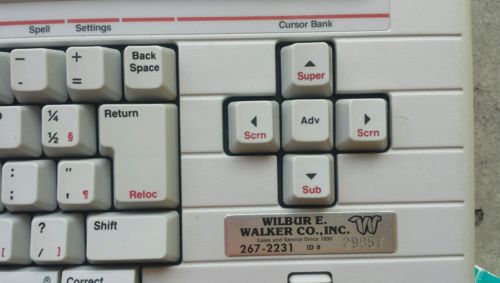 Spell
Settings
Cursor Bank
-
-
+
=
Back
Space
Super
Scrn
Adv
Scrn
Sub
¼
½ §
Return
Reloc
:
;
"
, ¶
?
/ ]
[
Shift
Correct
WILBUR E.
WALKER CO., INC. W
Sales and Service Since 1930
267-2231 ID # 29357